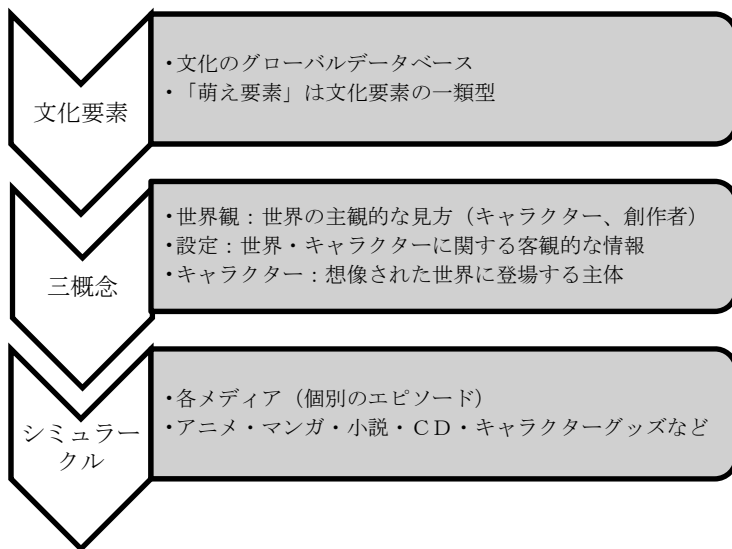 文化要素
・文化のグローバルデータベース
・「萌え要素」は文化要素の一類型
三概念
・世界観：世界の主観的な見方（キャラクター、創作者）
・設定：世界・キャラクターに関する客観的な情報
・キャラクター：想像された世界に登場する主体
シミュラー
クル
・各メディア（個別のエピソード）
・アニメ・マンガ・小説・ＣＤ・キャラクターグッズなど